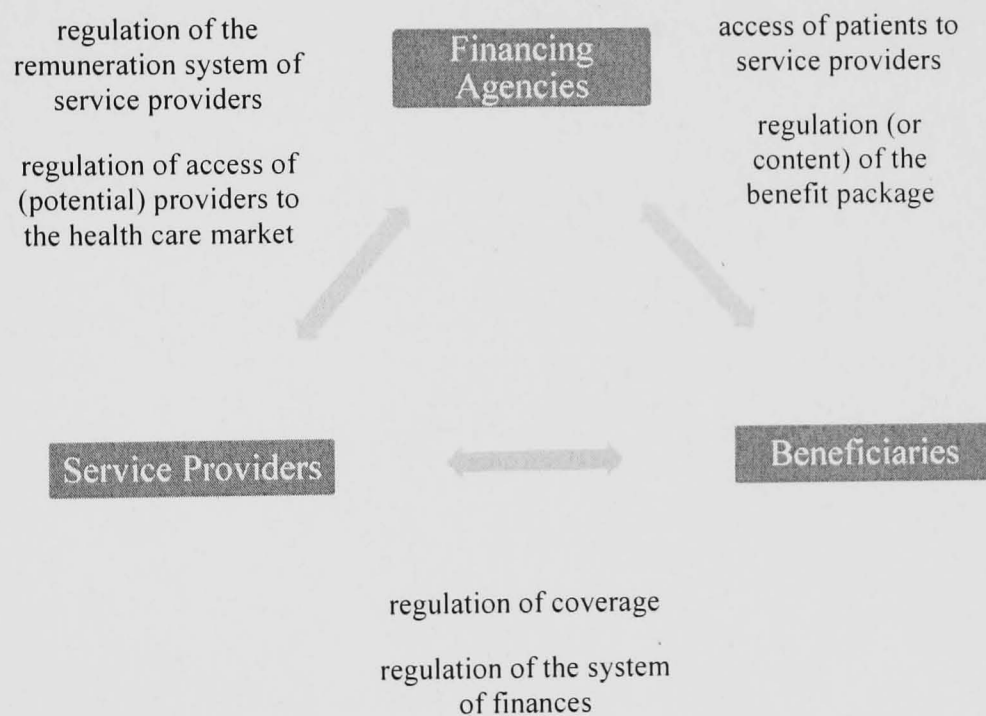 regulation of the
remuneration system of
service providers
regulation of access of
(potential) providers to
the health care market
Financing
Agencies
access of patients to
service providers
regulation (or
content) of the
benefit package
Service Providers
Beneficiaries
regulation of coverage
regulation of the system
of finances